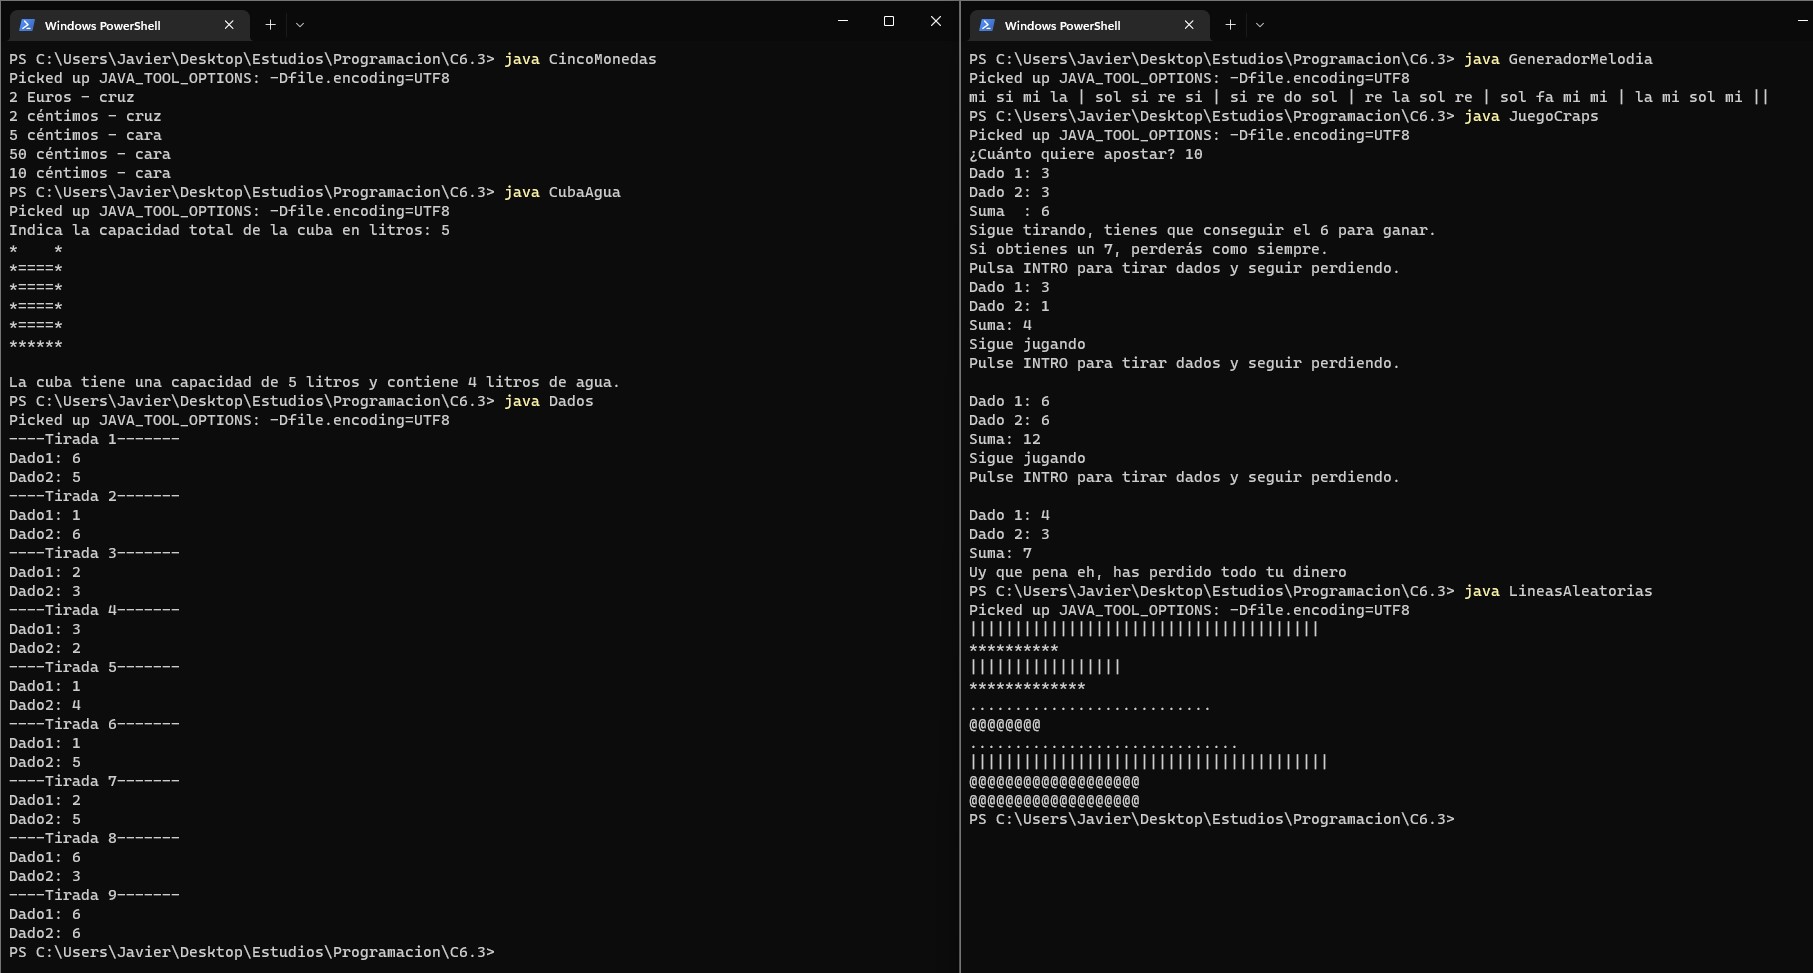 Windows PowerShell
PS C:\Users\Javier\Desktop\Estudios\Programacion\C6.3> java CincoMonedas
Picked up JAVA_TOOL_OPTIONS: -Dfile.encoding=UTF8
2 Euros - cruz
2 céntimos - cruz
5 céntimos - cara
50 céntimos - cara
10 céntimos - cara
PS C:\Users\Javier\Desktop\Estudios\Programacion\C6.3> java CubaAgua
Picked up JAVA_TOOL_OPTIONS: -Dfile.encoding=UTF8
Indica la capacidad total de la cuba en litros: 5
*    *
*====*
*====*
*====*
*====*
******
La cuba tiene una capacidad de 5 litros y contiene 4 litros de agua.
PS C:\Users\Javier\Desktop\Estudios\Programacion\C6.3> java Dados
Picked up JAVA_TOOL_OPTIONS: -Dfile.encoding=UTF8
----Tirada 1-------
Dado1: 6
Dado2: 5
----Tirada 2-------
Dado1: 1
Dado2: 6
----Tirada 3-------
Dado1: 2
Dado2: 3
----Tirada 4-------
Dado1: 3
Dado2: 2
----Tirada 5-------
Dado1: 1
Dado2: 4
----Tirada 6-------
Dado1: 1
Dado2: 5
----Tirada 7-------
Dado1: 2
Dado2: 5
----Tirada 8-------
Dado1: 6
Dado2: 3
----Tirada 9-------
Dado1: 6
Dado2: 6
PS C:\Users\Javier\Desktop\Estudios\Programacion\C6.3>
Windows PowerShell
PS C:\Users\Javier\Desktop\Estudios\Programacion\C6.3> java GeneradorMelodia
Picked up JAVA_TOOL_OPTIONS: -Dfile.encoding=UTF8
mi si mi la | sol si re si | si re do sol | re la sol re | sol fa mi mi | la mi sol mi ||
PS C:\Users\Javier\Desktop\Estudios\Programacion\C6.3> java JuegoCraps
Picked up JAVA_TOOL_OPTIONS: -Dfile.encoding=UTF8
¿Cuánto quiere apostar? 10
Dado 1: 3
Dado 2: 3
Suma  : 6
Sigue tirando, tienes que conseguir el 6 para ganar.
Si obtienes un 7, perderás como siempre.
Pulsa INTRO para tirar dados y seguir perdiendo.
Dado 1: 3
Dado 2: 1
Suma: 4
Sigue jugando
Pulse INTRO para tirar dados y seguir perdiendo.
Dado 1: 6
Dado 2: 6
Suma: 12
Sigue jugando
Pulse INTRO para tirar dados y seguir perdiendo.
Dado 1: 4
Dado 2: 3
Suma: 7
Uy que pena eh, has perdido todo tu dinero
PS C:\Users\Javier\Desktop\Estudios\Programacion\C6.3> java LineasAleatorias
Picked up JAVA_TOOL_OPTIONS: -Dfile.encoding=UTF8
|||||||||||||||||||||||||||||||||||||||
**********
|||||||||||||||||
*************
...........................
@@@@@@@@
..............................
||||||||||||||||||||||||||||||||||||||||
@@@@@@@@@@@@@@@@@@@
@@@@@@@@@@@@@@@@@@@
PS C:\Users\Javier\Desktop\Estudios\Programacion\C6.3>